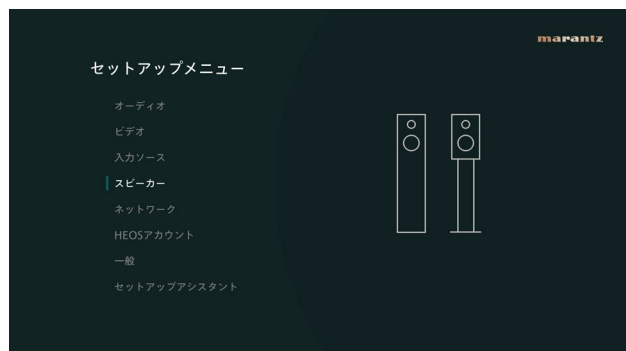 marantz
セットアップメニュー
オーディオ
ビデオ
入力ソース
スピーカー
ネットワーク
HEOSアカウント
一般
セットアップアシスタント